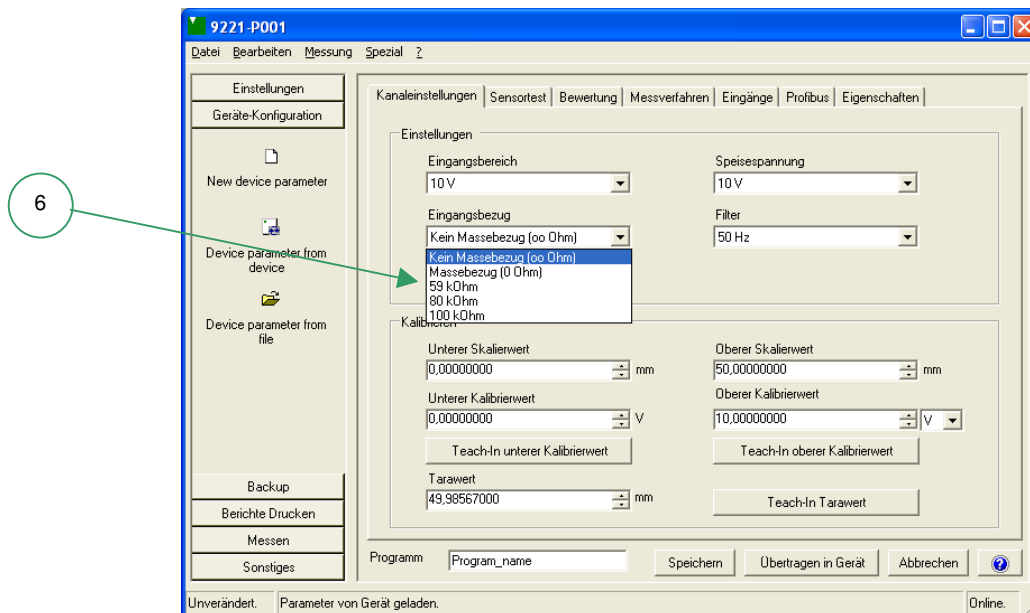 9221-P001
Datei Bearbeiten Messung Spezial ?
Einstellungen
Geräte-Konfiguration
New device parameter
Device parameter from
device
Device parameter from
file
Backup
Berichte Drucken
Messen
Sonstiges
6
Kanaleinstellungen Sensortest Bewertung Messverfahren Eingänge Profibus Eigenschaften
Einstellungen
Eingangsbereich Speisespannung
10 V 10 V
Eingangsbezug Filter
Kein Massebezug (oo Ohm) 50 Hz
Kein Massebezug (oo Ohm)
Massebezug (0 Ohm)
59 kOhm
80 kOhm
100 kOhm
Kalibrieren
Unterer Skalierwert Oberer Skalierwert
0,00000000 mm 50,00000000 mm
Unterer Kalibrierwert Oberer Kalibrierwert
0,00000000 V 10,00000000 V
Teach-In unterer Kalibrierwert Teach-In oberer Kalibrierwert
Tarawert
49,98567000 mm Teach-In Tarawert
Programm Program_name Speichern Übertragen in Gerät Abbrechen ?
Unverändert. Parameter von Gerät geladen. Online.